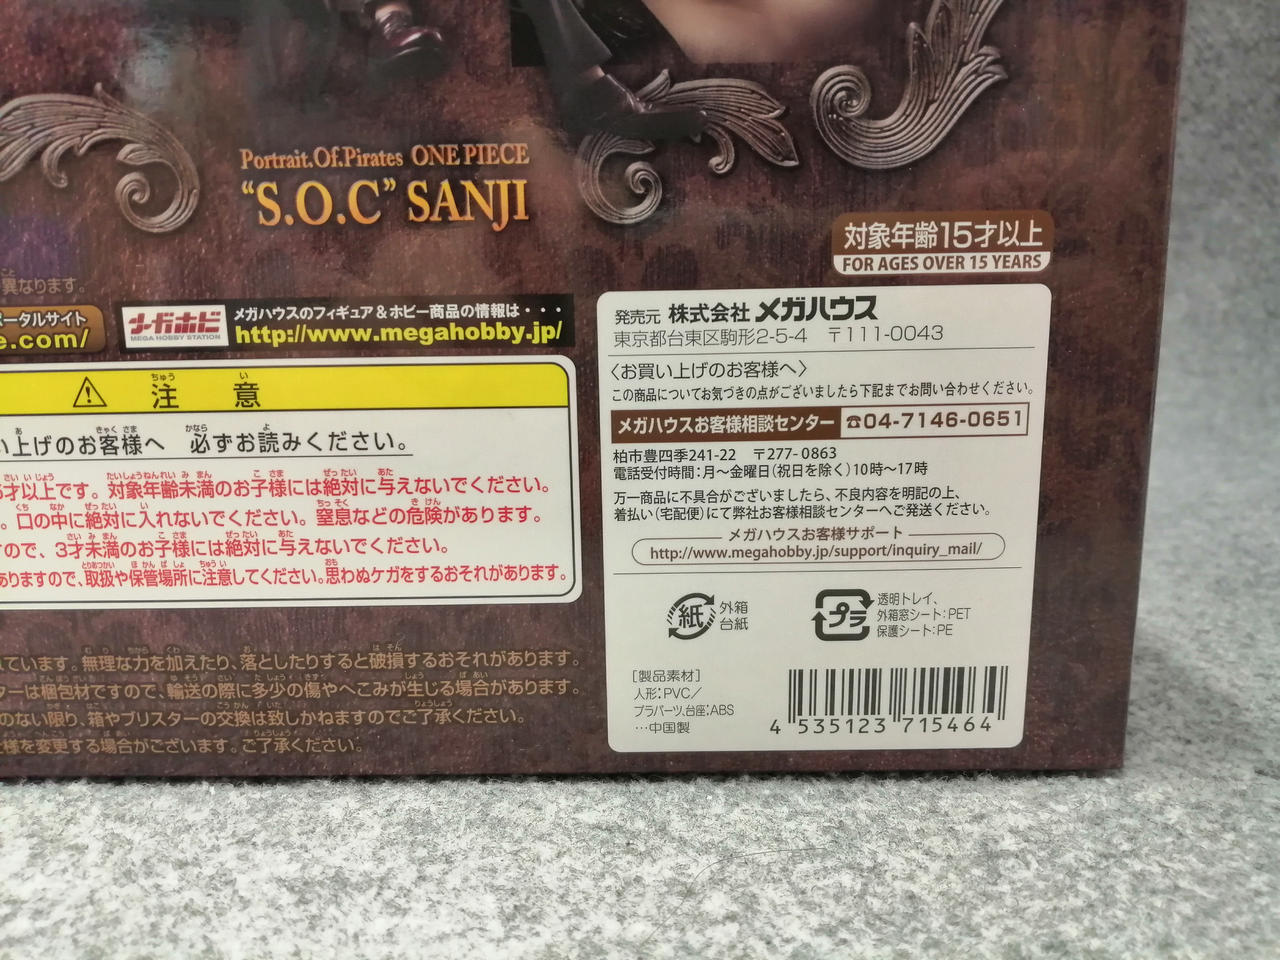 Portrait.Of.Pirates ONE PIECE
"S.O.C" SANJI
対象年齢15才以上
FOR AGES OVER 15 YEARS
異なります。
ポータルサイト
e.com/
メガホビ
MEGA HOBBY STATION
メガハウスのフィギュア&ホビー商品の情報は・・・
http://www.megahobby.jp/
注意
い上げのお客様へ 必ずお読みください。
才以上です。対象年齢未満のお子様には絶対に与えないでください。
。口の中に絶対に入れないでください。窒息などの危険があります。
すので、3才未満のお子様には絶対に与えないでください。
ありますので、取扱や保管場所に注意してください。思わぬケガをするおそれがあります。
ています。無理な力を加えたり、落としたりすると破損するおそれがあります。
ターは梱包材ですので、輸送の際に多少の傷やへこみが生じる場合があります。
のない限り、箱やブリスターの交換は致しかねますのでご了承ください。
仕様を変更する場合がございます。ご了承ください。
発売元 株式会社メガハウス
東京都台東区駒形2-5-4 〒111-0043
〈お買い上げのお客様へ〉
この商品についてお気づきの点がございましたら下記までお問い合わせください。
メガハウスお客様相談センター ☎04-7146-0651
柏市豊四季241-22 〒277-0863
電話受付時間:月〜金曜日(祝日を除く)10時〜17時
万一商品に不具合がございましたら、不良内容を明記の上、
着払い(宅配便)にて弊社お客様相談センターへご発送ください。
メガハウスお客様サポート
http://www.megahobby.jp/support/inquiry_mail/
紙
外箱
台紙
プラ
透明トレイ、
外箱窓シート:PET
保護シート:PE
[製品素材]
人形:PVC/
プラパーツ、台座:ABS
…中国製
4 535123 715464